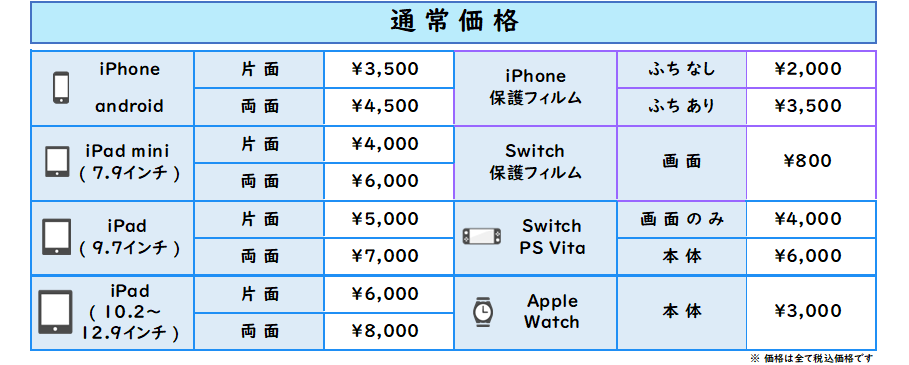 通常価格
iPhone
android
片面
¥3,500
両面
¥4,500
iPad mini
( 7.9インチ )
片面
¥4,000
両面
¥6,000
iPad
( 9.7インチ )
片面
¥5,000
両面
¥7,000
iPad
( 10.2～
12.9インチ )
片面
¥6,000
両面
¥8,000
iPhone
保護フィルム
ふちなし
¥2,000
ふちあり
¥3,500
Switch
保護フィルム
画面
¥800
Switch
PS Vita
画面のみ
¥4,000
本体
¥6,000
Apple
Watch
本体
¥3,000
※ 価格は全て税込価格です